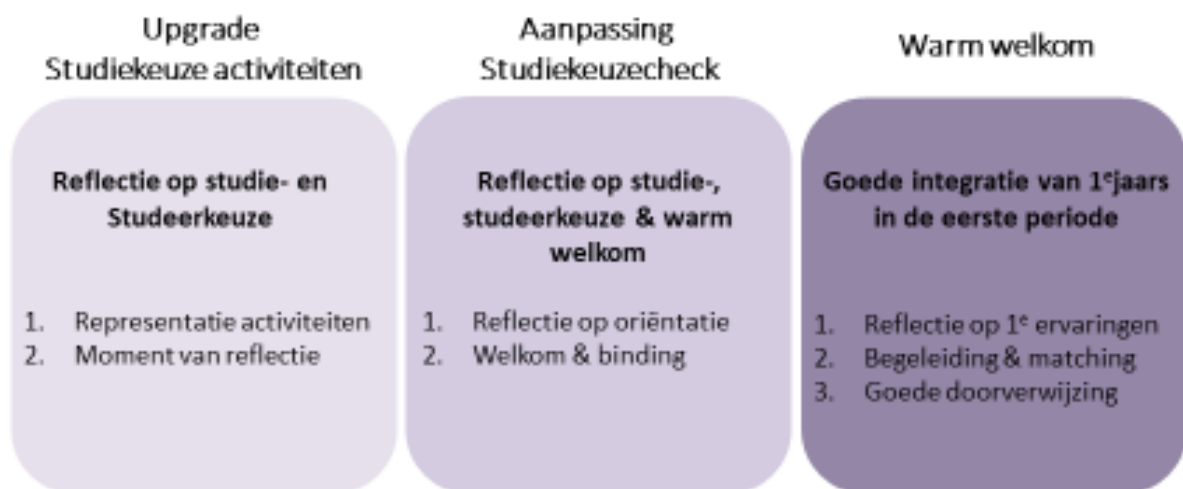 Upgrade
Studiekeuze activiteiten
Reflectie op studie- en
Studeerkeuze
1. Representatie activiteiten
2. Moment van reflectie
Aanpassing
Studiekeuzecheck
Reflectie op studie-,
studeerkeuze & warm
welkom
1. Reflectie op oriëntatie
2. Welkom & binding
Warm welkom
Goede integratie van 1ᵉjaars
in de eerste periode
1. Reflectie op 1ᵉ ervaringen
2. Begeleiding & matching
3. Goede doorverwijzing